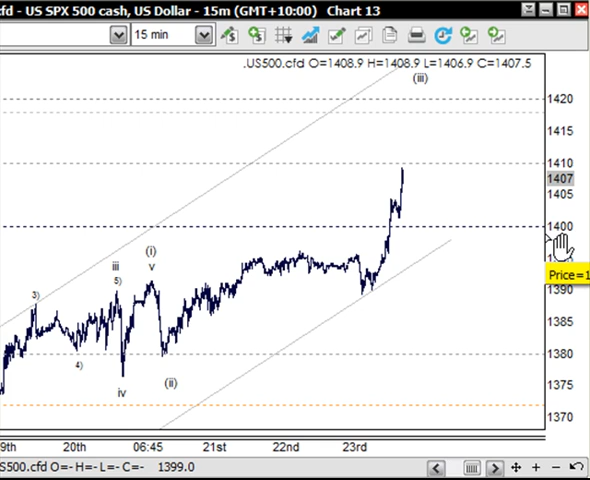 cfd - US SPX 500 cash, US Dollar - 15m (GMT+10:00) Chart 13
15 min
.US500.cfd O=1408.9 H=1408.9 L=1406.9 C=1407.5
(iii)
1420
1415
1410
1407
1405
1400
Price=1
1390
1385
1380
1375
1370
(i)
iii
v
5)
3)
4)
(ii)
iv
9th
20th
06:45
21st
22nd
23rd
S500.cfd O=- H=- L=- C=- 1399.0